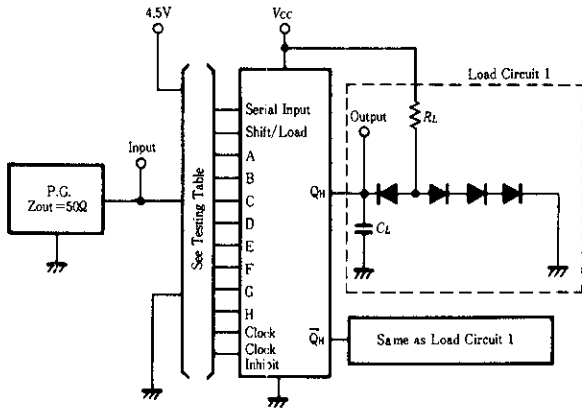 4.5V
VCC
Load Circuit 1
Output
RL
Input
P.G.
Zout=50Ω
See Testing Table
Serial Input
Shift/Load
A
B
C
D
E
F
G
H
Clock
Clock
Inhibit
QH
CL
Q̅H
Same as Load Circuit 1